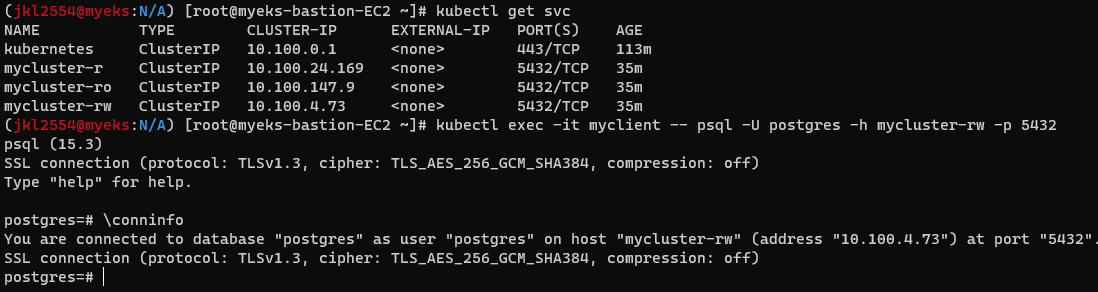 (jkl2554@myeks:N/A) [root@myeks-bastion-EC2 ~]# kubectl get svc
NAME           TYPE        CLUSTER-IP       EXTERNAL-IP   PORT(S)    AGE
kubernetes     ClusterIP   10.100.0.1       <none>        443/TCP    113m
mycluster-r    ClusterIP   10.100.24.169    <none>        5432/TCP   35m
mycluster-ro   ClusterIP   10.100.147.9     <none>        5432/TCP   35m
mycluster-rw   ClusterIP   10.100.4.73      <none>        5432/TCP   35m
(jkl2554@myeks:N/A) [root@myeks-bastion-EC2 ~]# kubectl exec -it myclient -- psql -U postgres -h mycluster-rw -p 5432
psql (15.3)
SSL connection (protocol: TLSv1.3, cipher: TLS_AES_256_GCM_SHA384, compression: off)
Type "help" for help.

postgres=# \conninfo
You are connected to database "postgres" as user "postgres" on host "mycluster-rw" (address "10.100.4.73") at port "5432".
SSL connection (protocol: TLSv1.3, cipher: TLS_AES_256_GCM_SHA384, compression: off)
postgres=#